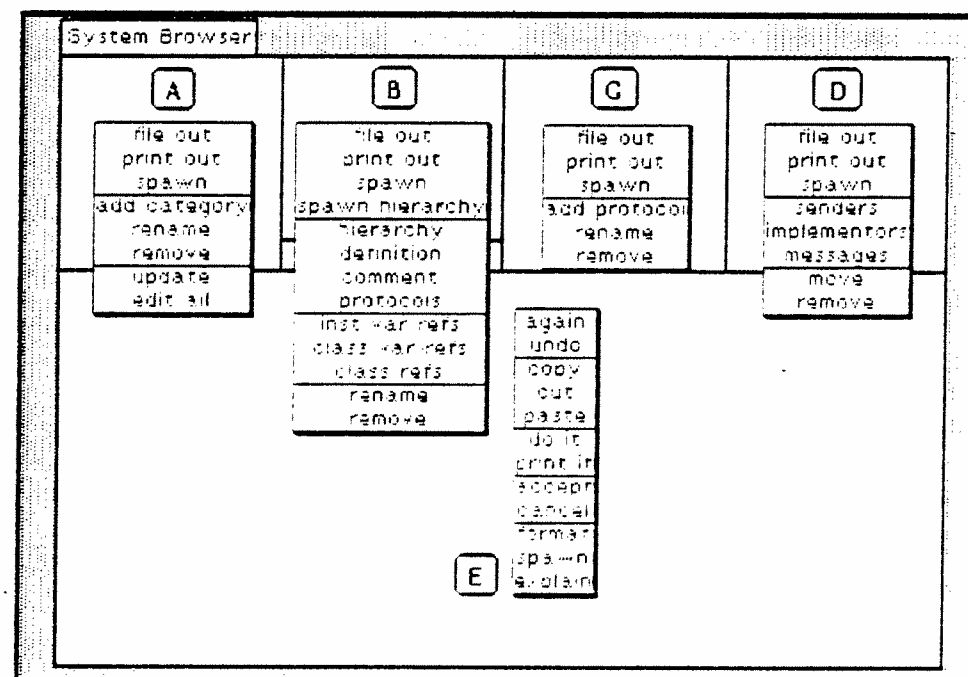 System Browser
A
file out
print out
spawn
add category
rename
remove
update
edit all
B
file out
print out
spawn
spawn hierarchy
hierarchy
definition
comment
protocols
inst var refs
class var refs
class refs
rename
remove
G
file out
print out
spawn
add protocol
rename
remove
D
file out
print out
spawn
senders
implementors
messages
move
remove
again
undo
copy
cut
paste
do it
print it
accept
cancel
format
spawn
explain
E